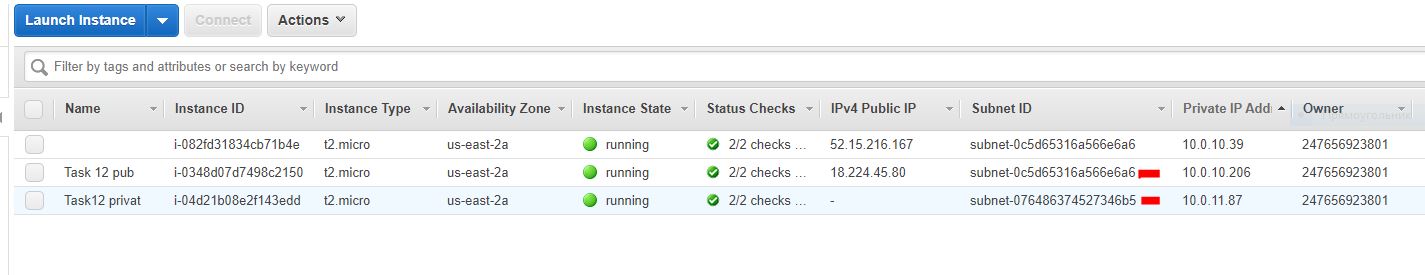 Launch Instance Connect Actions
Filter by tags and attributes or search by keyword
Name Instance ID Instance Type Availability Zone Instance State Status Checks IPv4 Public IP Subnet ID Private IP Addr Owner
i-082fd31834cb71b4e t2.micro us-east-2a running 2/2 checks ... 52.15.216.167 subnet-0c5d65316a566e6a6 10.0.10.39 247656923801
Task 12 pub i-0348d07d7498c2150 t2.micro us-east-2a running 2/2 checks ... 18.224.45.80 subnet-0c5d65316a566e6a6 10.0.10.206 247656923801
Task12 privat i-04d21b08e2f143edd t2.micro us-east-2a running 2/2 checks ... - subnet-076486374527346b5 10.0.11.87 247656923801